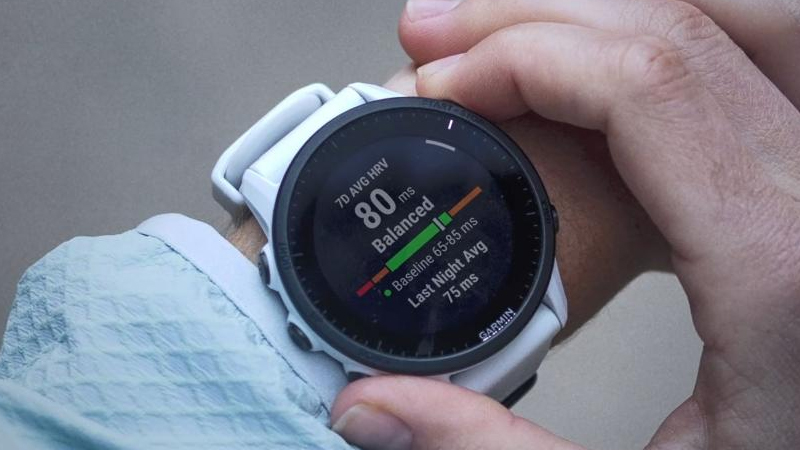 7D AVG HRV
80 ms
Balanced
Baseline 65-85 ms
Last Night Avg
75 ms
GARMIN